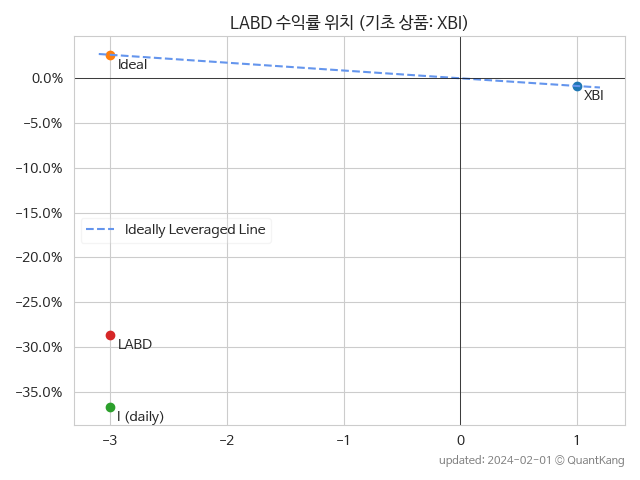 LABD 수익률 위치 (기초 상품: XBI)
0.0%
−5.0%
−10.0%
−15.0%
−20.0%
−25.0%
−30.0%
−35.0%
Ideal
XBI
Ideally Leveraged Line
LABD
I (daily)
−3
−2
−1
0
1
updated: 2024-02-01 © QuantKang